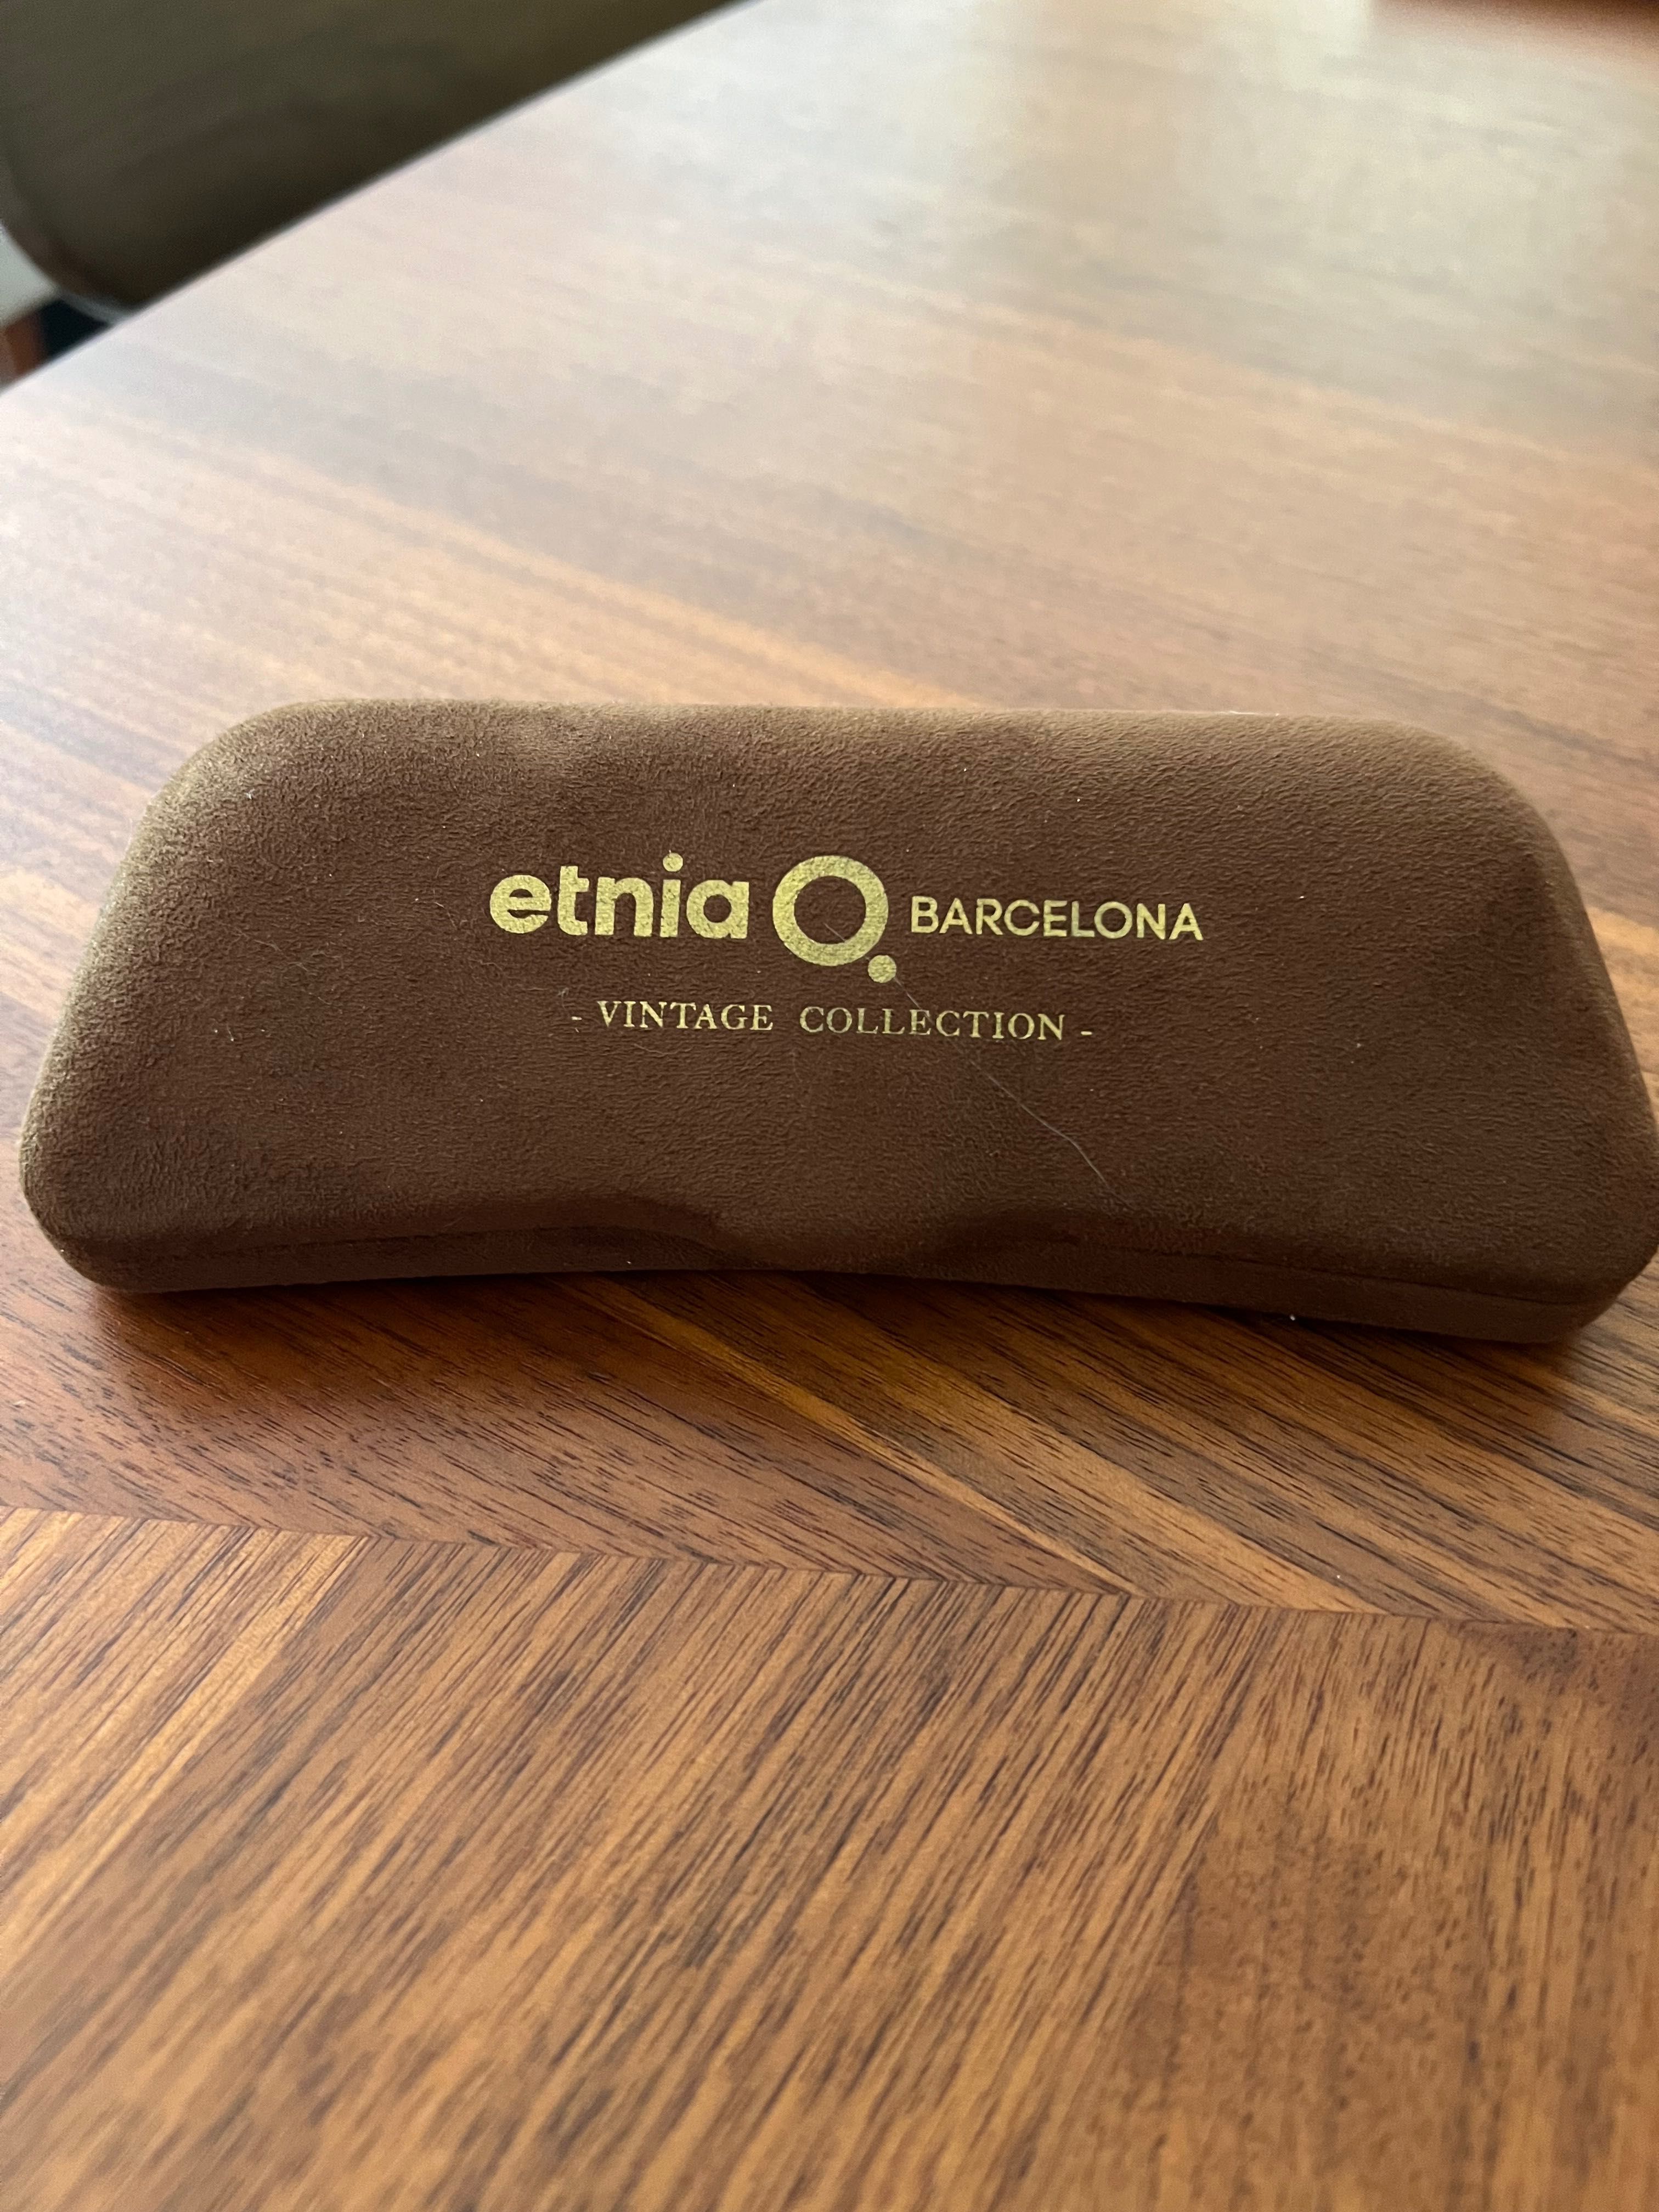 etnia BARCELONA
- VINTAGE COLLECTION -